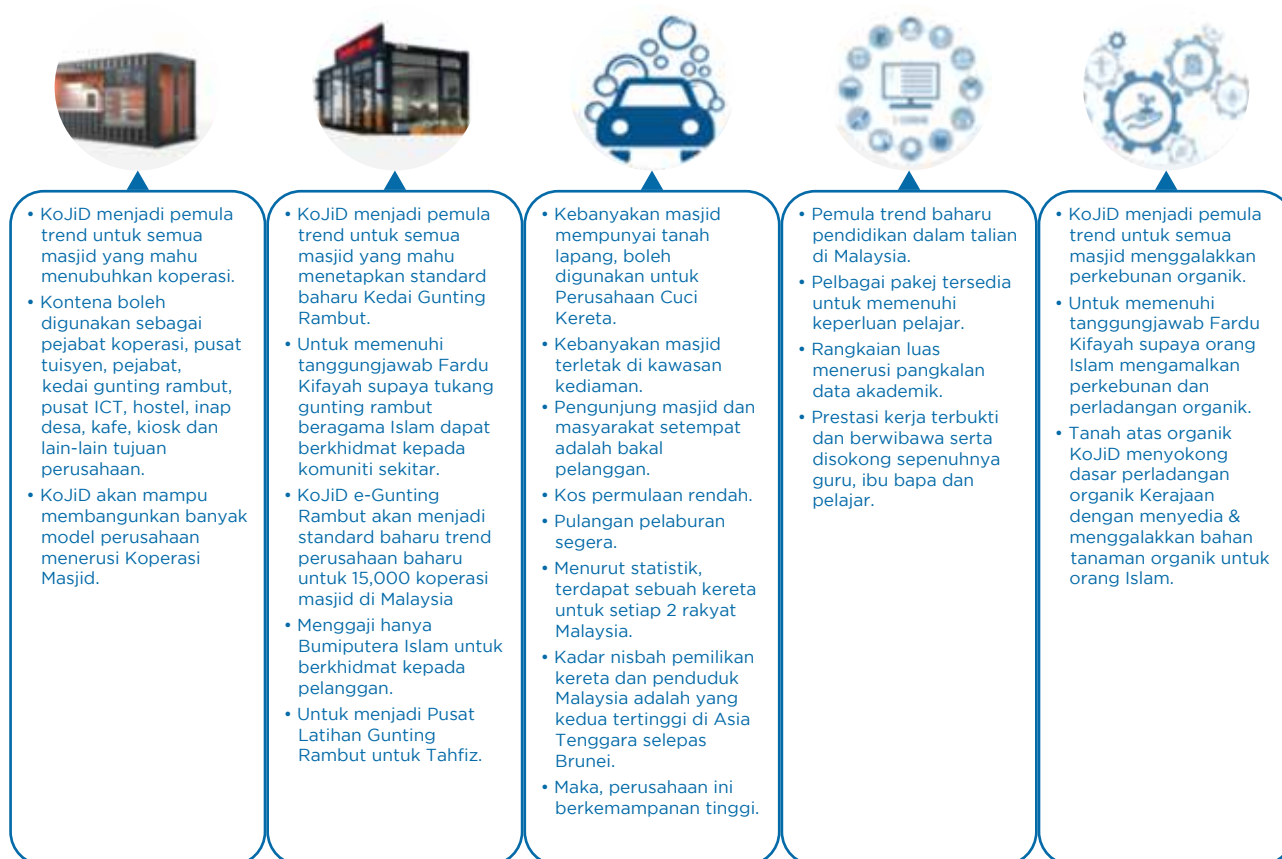 • KoJiD menjadi pemula
trend untuk semua
masjid yang mahu
menubuhkan koperasi.
• Kontena boleh
digunakan sebagai
pejabat koperasi, pusat
tuisyen, pejabat,
kedai gunting rambut,
pusat ICT, hostel, inap
desa, kafe, kiosk dan
lain-lain tujuan
perusahaan.
• KoJiD akan mampu
membangunkan banyak
model perusahaan
menerusi Koperasi
Masjid.
• KoJiD menjadi pemula
trend untuk semua
masjid yang mahu
menetapkan standard
baharu Kedai Gunting
Rambut.
• Untuk memenuhi
tanggungjawab Fardu
Kifayah supaya tukang
gunting rambut
beragama Islam dapat
berkhidmat kepada
komuniti sekitar.
• KoJiD e-Gunting
Rambut akan menjadi
standard baharu trend
perusahaan baharu
untuk 15,000 koperasi
masjid di Malaysia
• Menggaji hanya
Bumiputera Islam untuk
berkhidmat kepada
pelanggan.
• Untuk menjadi Pusat
Latihan Gunting
Rambut untuk Tahfiz.
• Kebanyakan masjid
mempunyai tanah
lapang, boleh
digunakan untuk
Perusahaan Cuci
Kereta.
• Kebanyakan masjid
terletak di kawasan
kediaman.
• Pengunjung masjid dan
masyarakat setempat
adalah bakal
pelanggan.
• Kos permulaan rendah.
• Pulangan pelaburan
segera.
• Menurut statistik,
terdapat sebuah kereta
untuk setiap 2 rakyat
Malaysia.
• Kadar nisbah pemilikan
kereta dan penduduk
Malaysia adalah yang
kedua tertinggi di Asia
Tenggara selepas
Brunei.
• Maka, perusahaan ini
berkemampanan tinggi.
• Pemula trend baharu
pendidikan dalam talian
di Malaysia.
• Pelbagai pakej tersedia
untuk memenuhi
keperluan pelajar.
• Rangkaian luas
menerusi pangkalan
data akademik.
• Prestasi kerja terbukti
dan berwibawa serta
disokong sepenuhnya
guru, ibu bapa dan
pelajar.
• KoJiD menjadi pemula
trend untuk semua
masjid menggalakkan
perkebunan organik.
• Untuk memenuhi
tanggungjawab Fardu
Kifayah supaya orang
Islam mengamalkan
perkebunan dan
perladangan organik.
• Tanah atas organik
KoJiD menyokong
dasar perladangan
organik Kerajaan
dengan menyedia &
menggalakkan bahan
tanaman organik untuk
orang Islam.